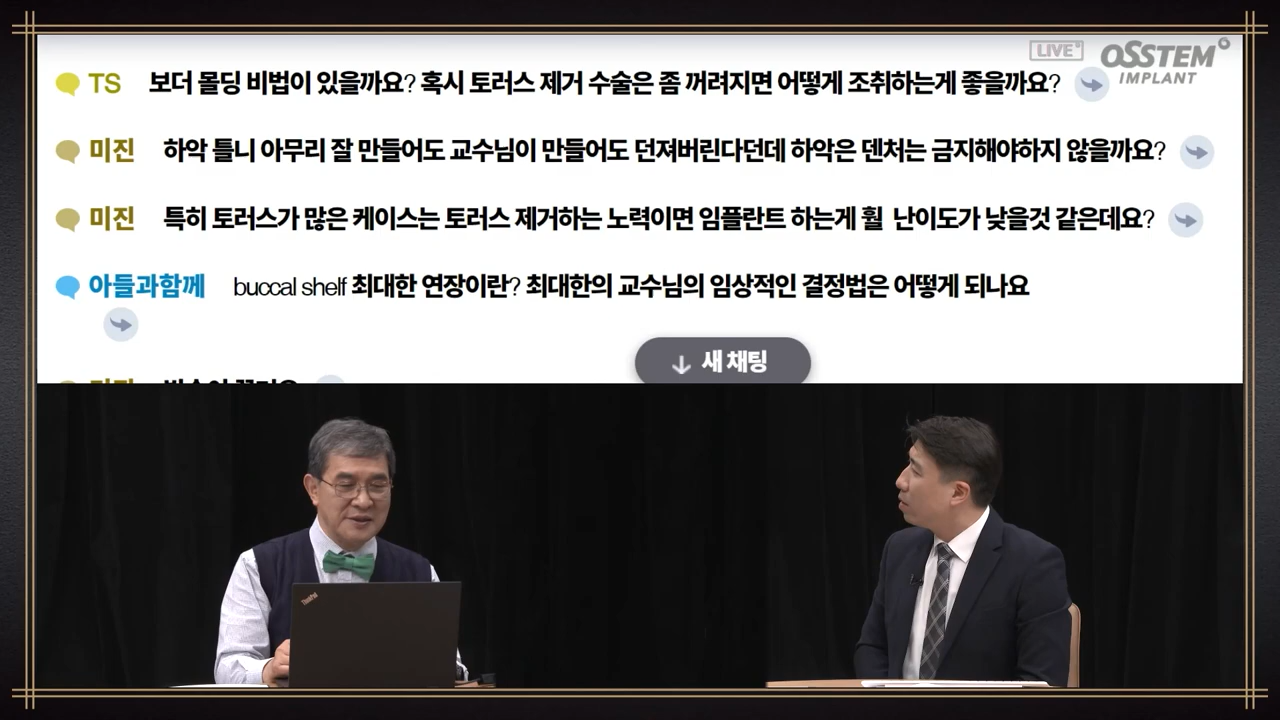 LIVE
OSSTEM
IMPLANT
TS 보더 몰딩 비법이 있을까요? 혹시 토러스 제거 수술은 좀 꺼려지면 어떻게 조취하는게 좋을까요?
미진 하악 틀니 아무리 잘 만들어도 교수님이 만들어도 던져버린다던데 하악은 덴처는 금지해야하지 않을까요?
미진 특히 토러스가 많은 케이스는 토러스 제거하는 노력이면 임플란트 하는게 훨 난이도가 낮을것 같은데요?
아들과함께 buccal shelf 최대한 연장이란? 최대한의 교수님의 임상적인 결정법은 어떻게 되나요
새 채팅
미진
ThinkPad